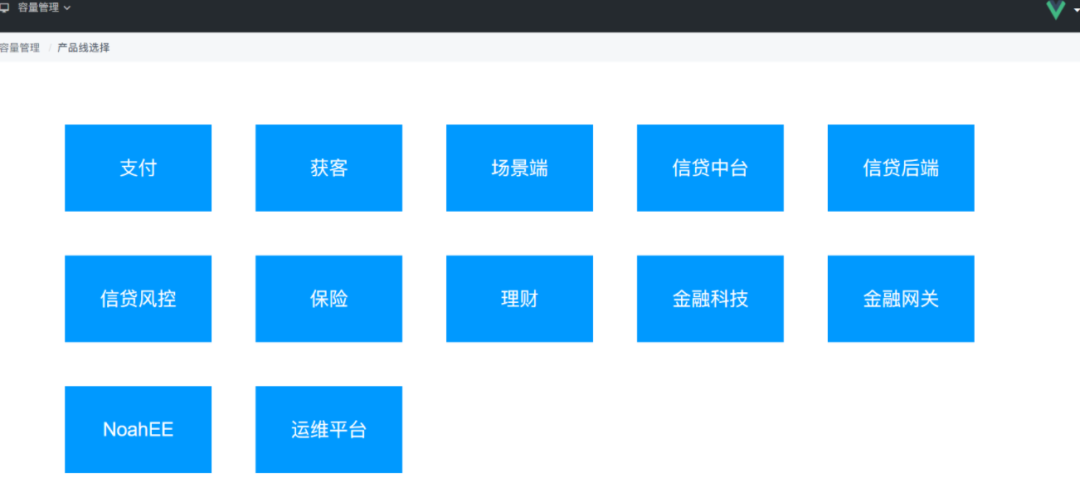 容量管理
容量管理 / 产品线选择
支付
获客
场景端
信贷中台
信贷后端
信贷风控
保险
理财
金融科技
金融网关
NoahEE
运维平台